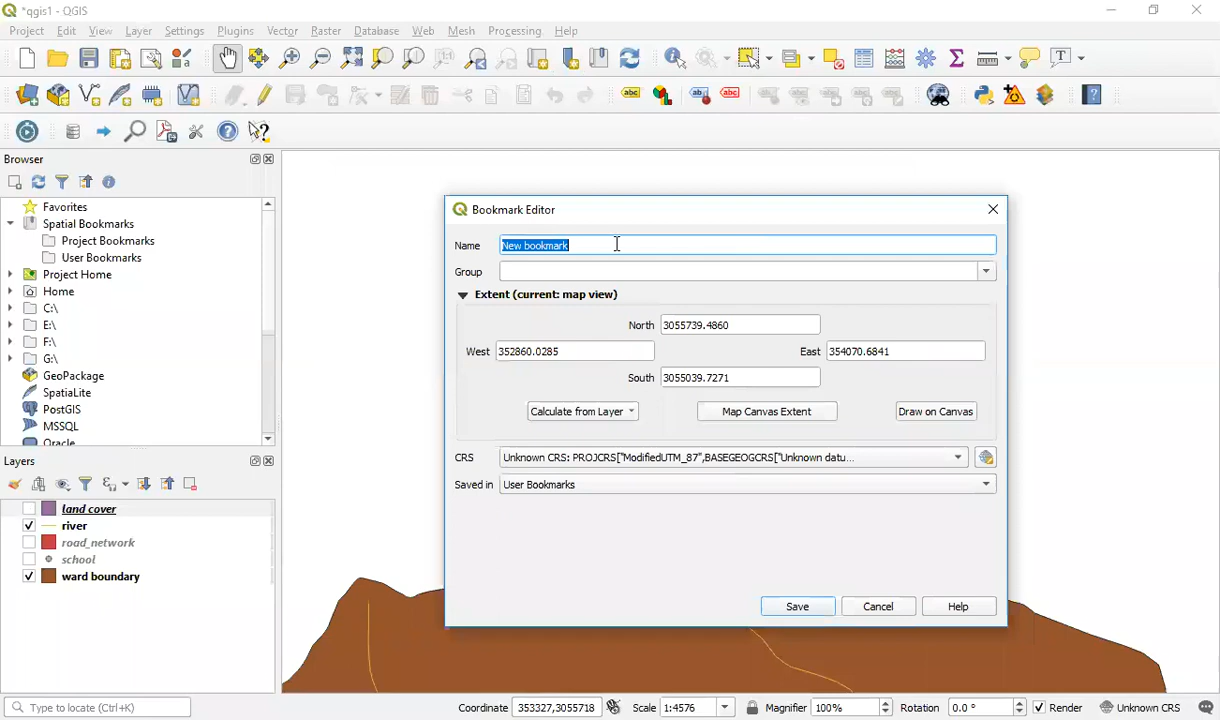 *qgis1 - QGIS
Project Edit View Layer Settings Plugins Vector Raster Database Web Mesh Processing Help
Browser
Favorites
Spatial Bookmarks
Project Bookmarks
User Bookmarks
Project Home
Home
C:\
E:\
F:\
G:\
GeoPackage
SpatiaLite
PostGIS
MSSQL
Oracle
Layers
land cover
river
road_network
school
ward boundary
Bookmark Editor
Name New bookmark
Group
Extent (current: map view)
North 3055739.4860
West 352860.0285 East 354070.6841
South 3055039.7271
Calculate from Layer Map Canvas Extent Draw on Canvas
CRS Unknown CRS: PROJCRS["ModifiedUTM_87",BASEGEOGCRS["Unknown datu...
Saved in User Bookmarks
Save Cancel Help
Type to locate (Ctrl+K) Coordinate 353327,3055718 Scale 1:4576 Magnifier 100% Rotation 0.0 ° Render Unknown CRS